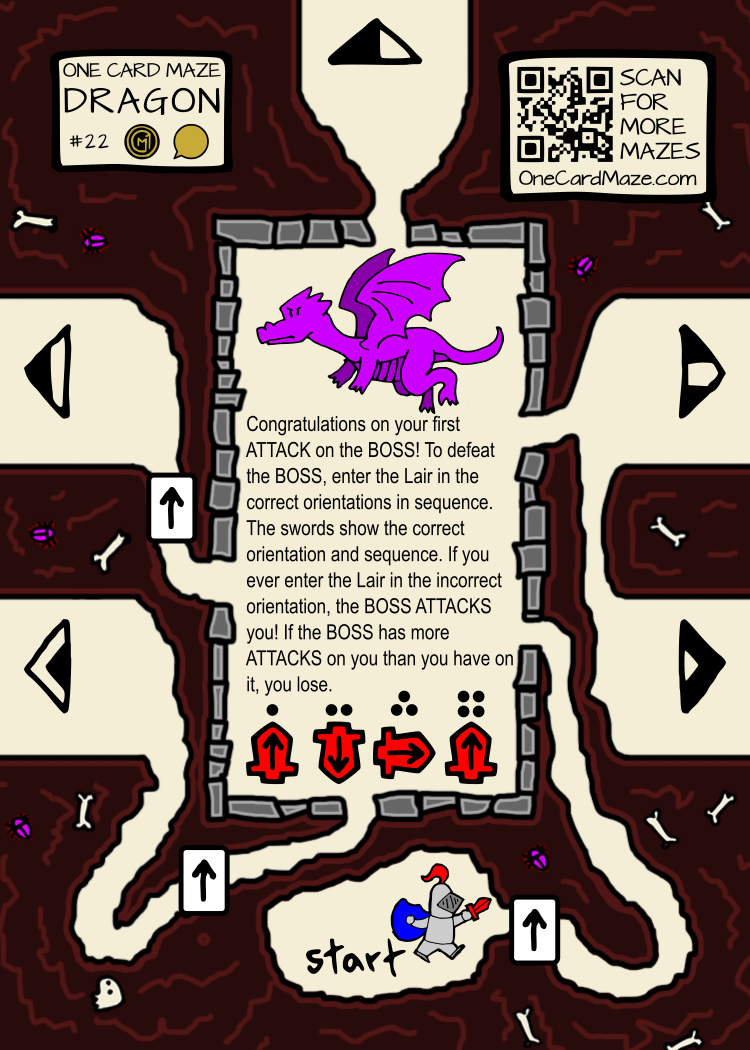 ONE CARD MAZE
DRAGON
#22
M
SCAN
FOR
MORE
MAZES
OneCardMaze.com
Congratulations on your first
ATTACK on the BOSS! To defeat
the BOSS, enter the Lair in the
correct orientations in sequence.
The swords show the correct
orientation and sequence. If you
ever enter the Lair in the incorrect
orientation, the BOSS ATTACKS
you! If the BOSS has more
ATTACKS on you than you have on
it, you lose.
start